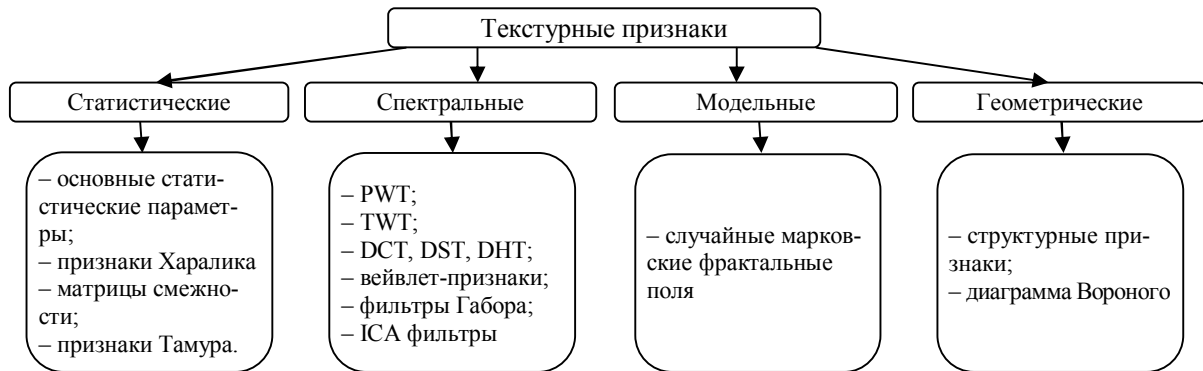 Текстурные признаки
Статистические
Спектральные
Модельные
Геометрические
– основные стати-
стические парамет-
ры;
– признаки Харалика
– матрицы смежно-
сти;
– признаки Тамура.
– PWT;
– TWT;
– DCT, DST, DHT;
– вейвлет-признаки;
– фильтры Габора;
– ICA фильтры
– случайные марков-
ские фрактальные
поля
– структурные при-
знаки;
– диаграмма Вороного